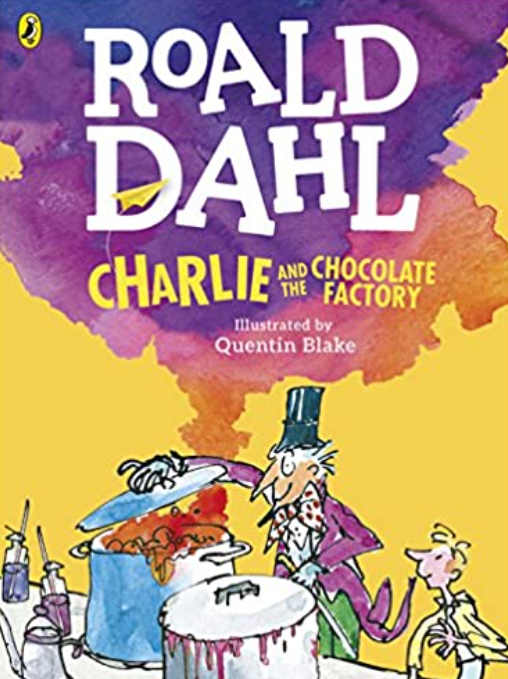 ROALD
DAHL
CHARLIE AND THE CHOCOLATE FACTORY
Illustrated by
Quentin Blake